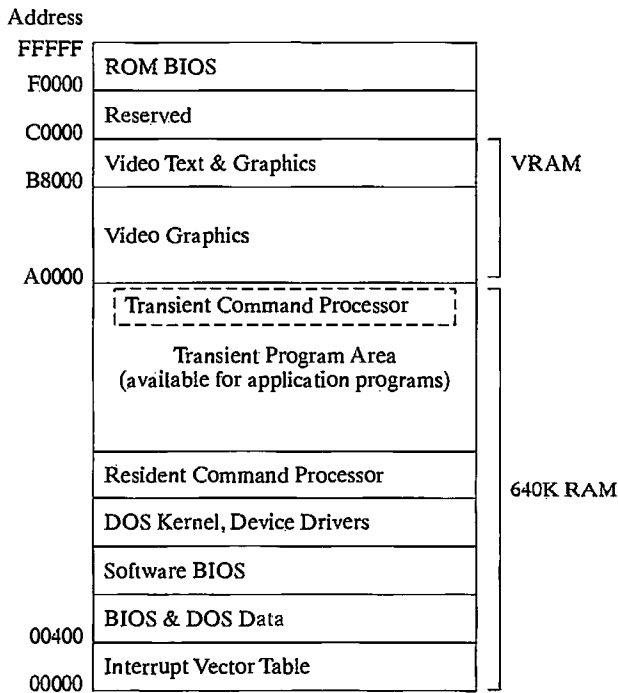 Address
FFFFF
ROM BIOS
F0000
Reserved
C0000
Video Text & Graphics
VRAM
B8000
Video Graphics
A0000
Transient Command Processor
Transient Program Area
(available for application programs)
Resident Command Processor
640K RAM
DOS Kernel, Device Drivers
Software BIOS
BIOS & DOS Data
00400
Interrupt Vector Table
00000